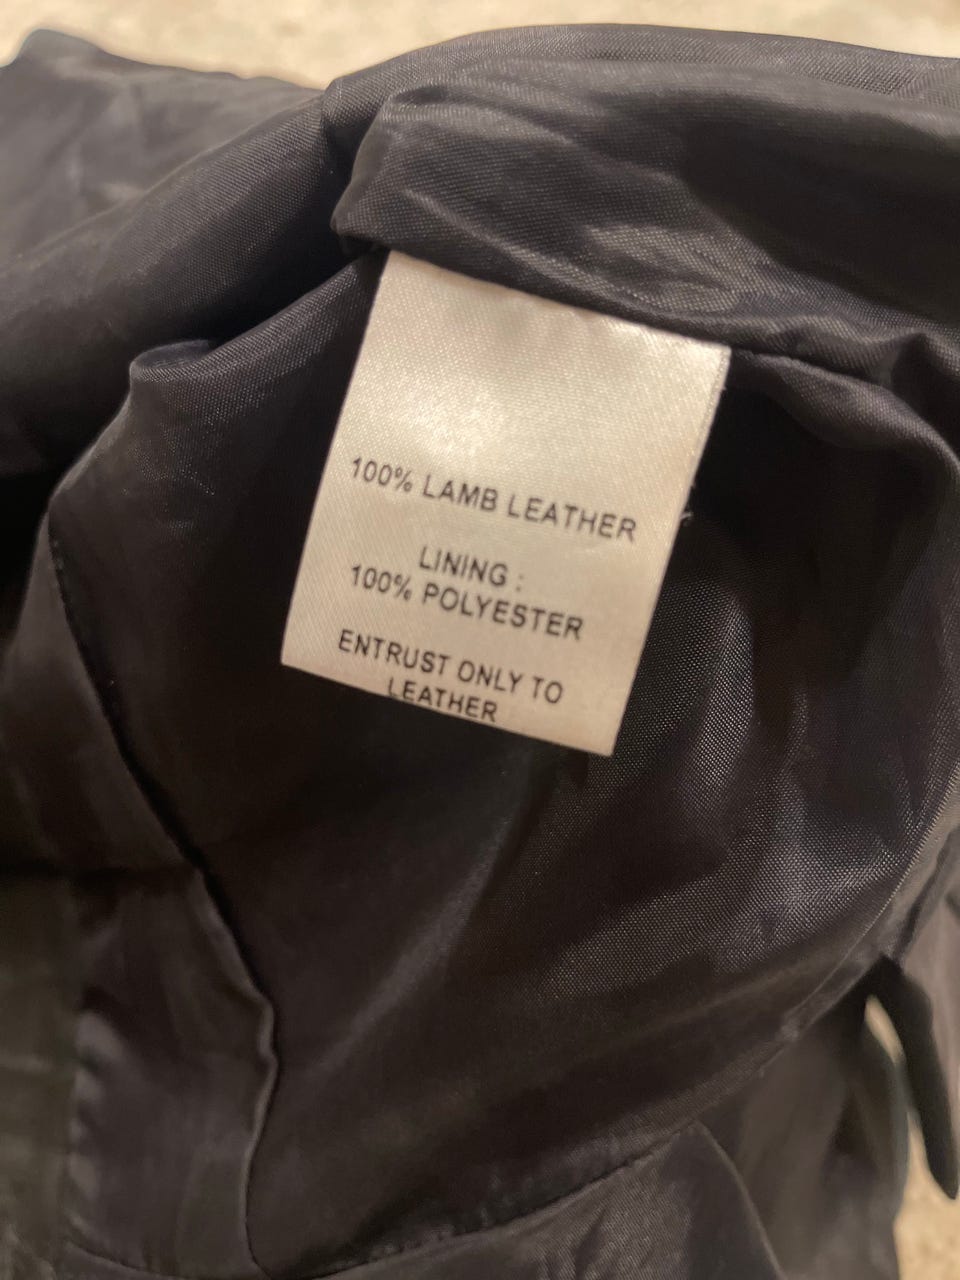 100% LAMB LEATHER
LINING :
100% POLYESTER
ENTRUST ONLY TO
LEATHER